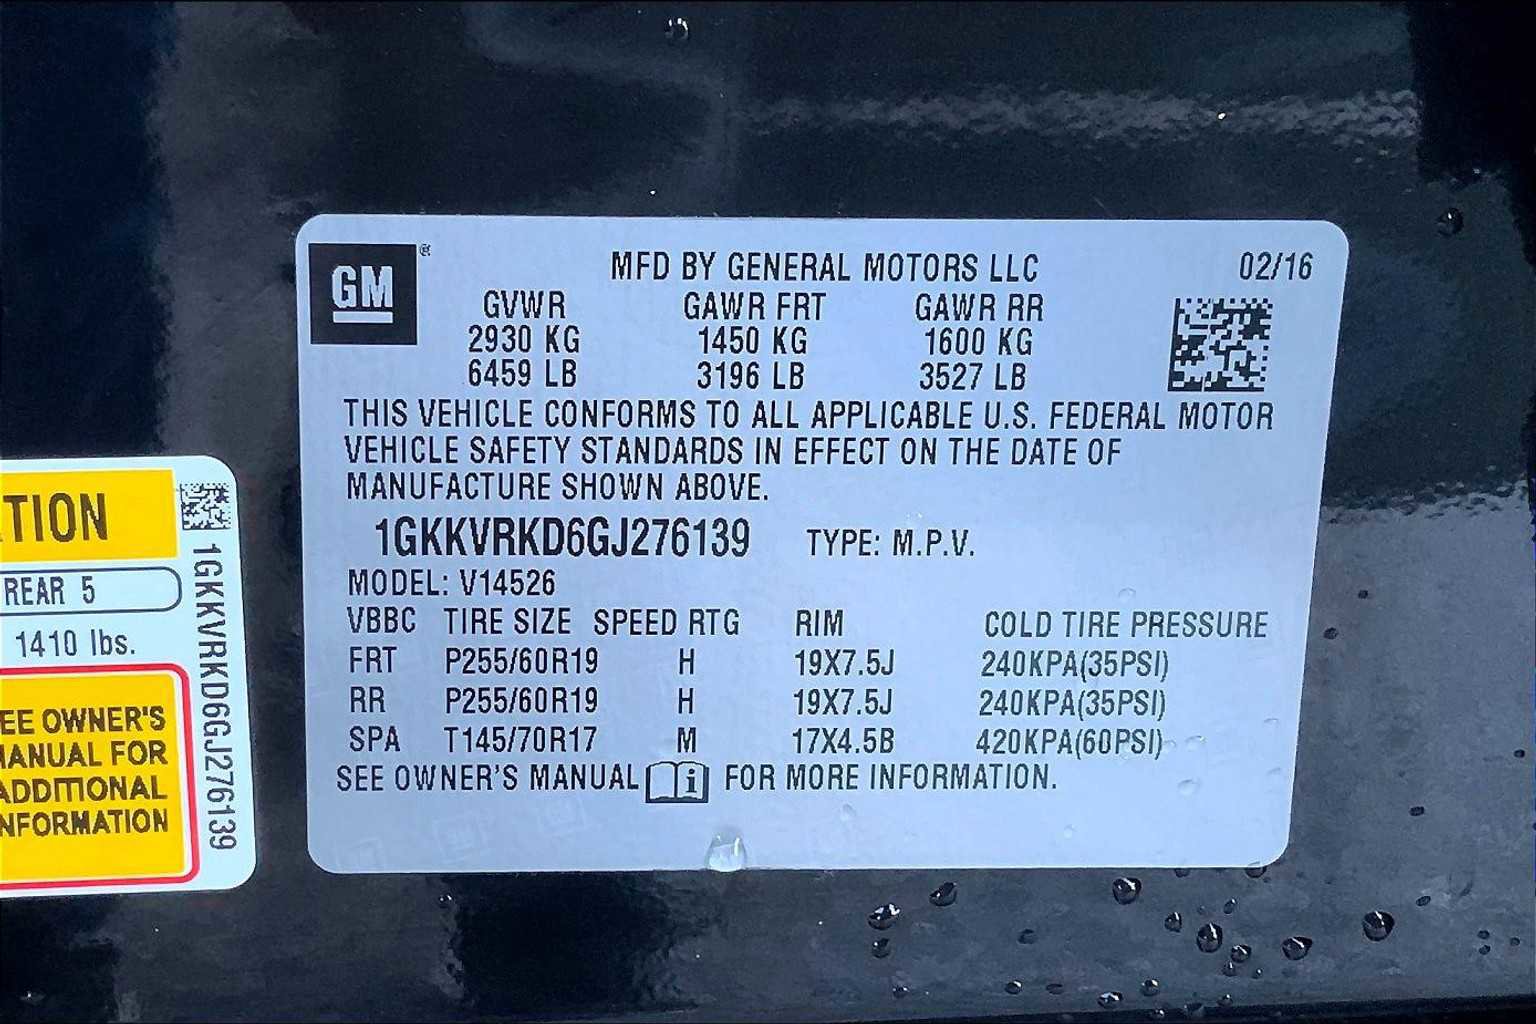 GM ®
MFD BY GENERAL MOTORS LLC 02/16
GVWR GAWR FRT GAWR RR
2930 KG 1450 KG 1600 KG
6459 LB 3196 LB 3527 LB
THIS VEHICLE CONFORMS TO ALL APPLICABLE U.S. FEDERAL MOTOR
VEHICLE SAFETY STANDARDS IN EFFECT ON THE DATE OF
MANUFACTURE SHOWN ABOVE.
1GKKVRKD6GJ276139 TYPE: M.P.V.
MODEL: V14526
VBBC TIRE SIZE SPEED RTG RIM COLD TIRE PRESSURE
FRT P255/60R19 H 19X7.5J 240KPA(35PSI)
RR P255/60R19 H 19X7.5J 240KPA(35PSI)
SPA T145/70R17 M 17X4.5B 420KPA(60PSI)
SEE OWNER'S MANUAL i FOR MORE INFORMATION.
TION
REAR 5
1410 lbs.
EE OWNER'S
ANUAL FOR
ADDITIONAL
NFORMATION
1GKKVRKD6GJ276139